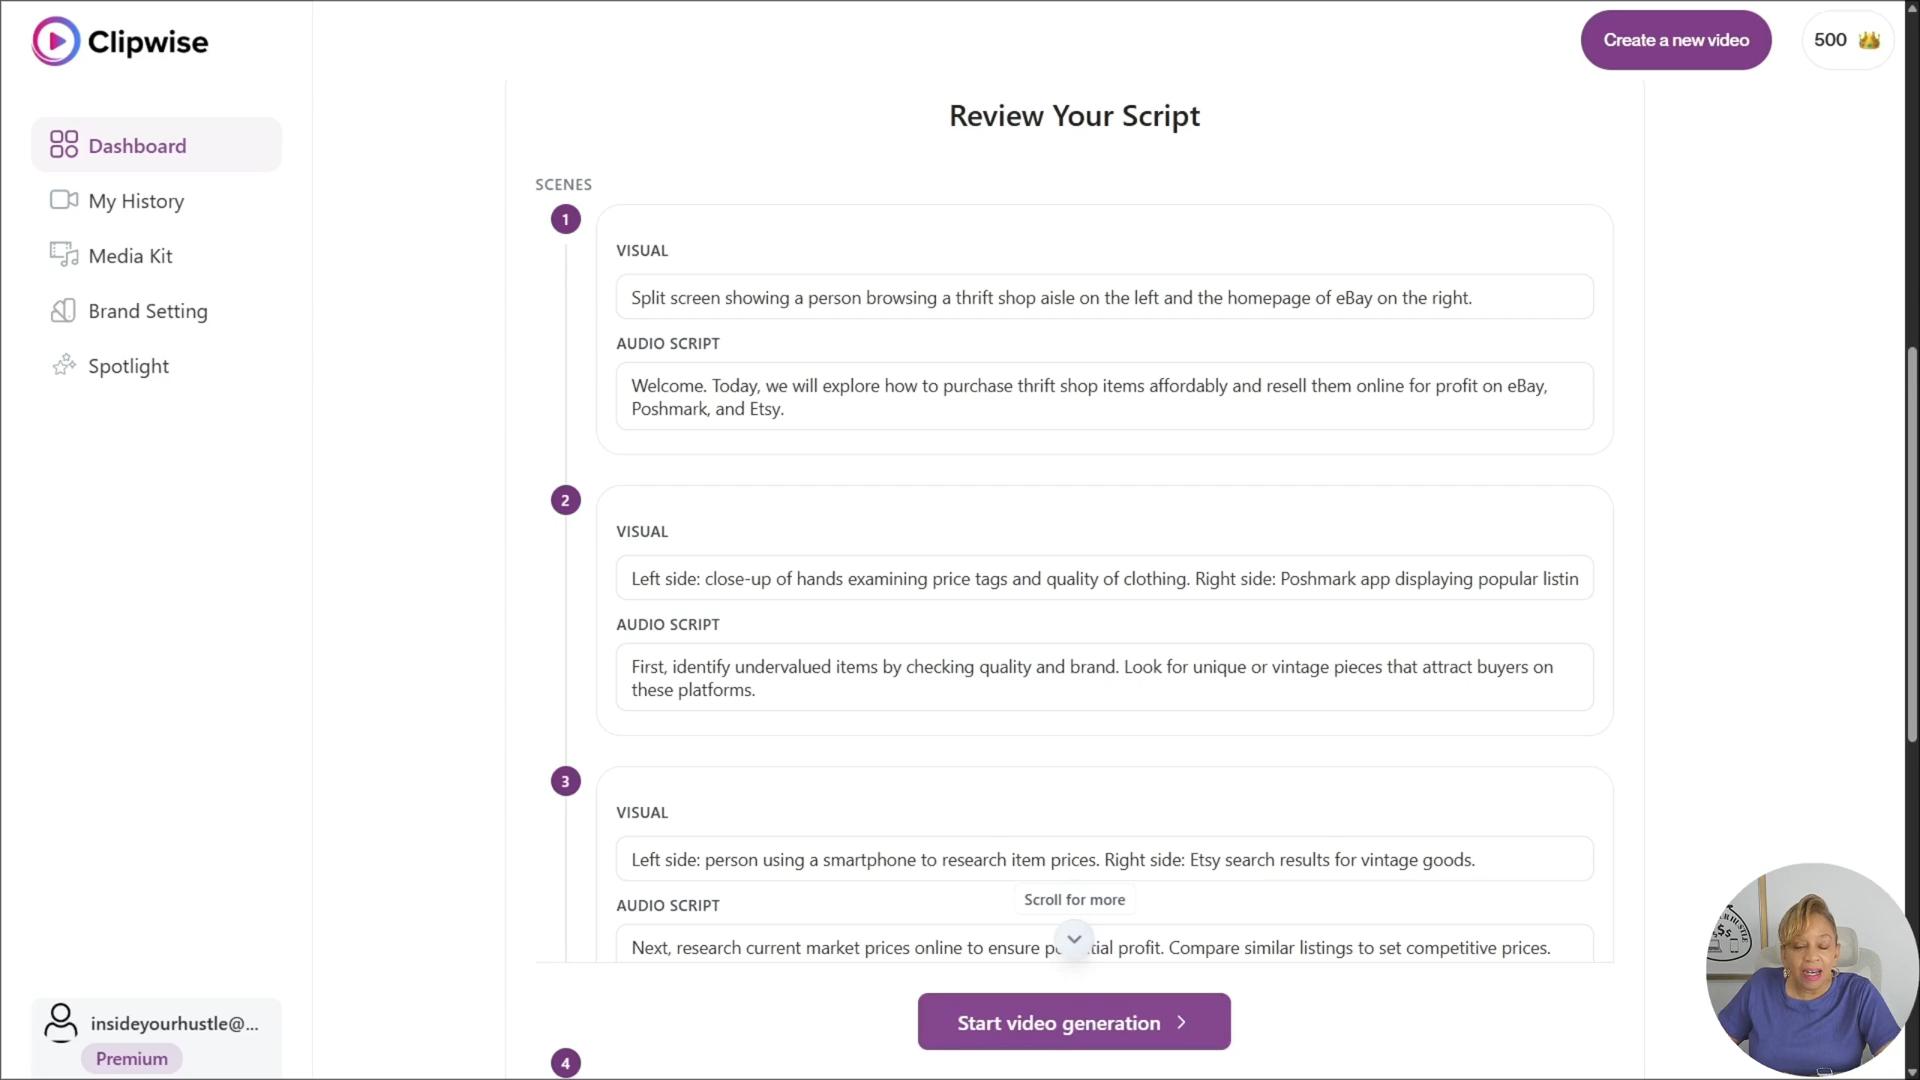 Clipwise
Create a new video
500
Dashboard
My History
Media Kit
Brand Setting
Spotlight
Review Your Script
SCENES
1
VISUAL
Split screen showing a person browsing a thrift shop aisle on the left and the homepage of eBay on the right.
AUDIO SCRIPT
Welcome. Today, we will explore how to purchase thrift shop items affordably and resell them online for profit on eBay,
Poshmark, and Etsy.
2
VISUAL
Left side: close-up of hands examining price tags and quality of clothing. Right side: Poshmark app displaying popular listin
AUDIO SCRIPT
First, identify undervalued items by checking quality and brand. Look for unique or vintage pieces that attract buyers on
these platforms.
3
VISUAL
Left side: person using a smartphone to research item prices. Right side: Etsy search results for vintage goods.
Scroll for more
AUDIO SCRIPT
Next, research current market prices online to ensure po tial profit. Compare similar listings to set competitive prices.
Start video generation
4
insideyourhustle@...
Premium